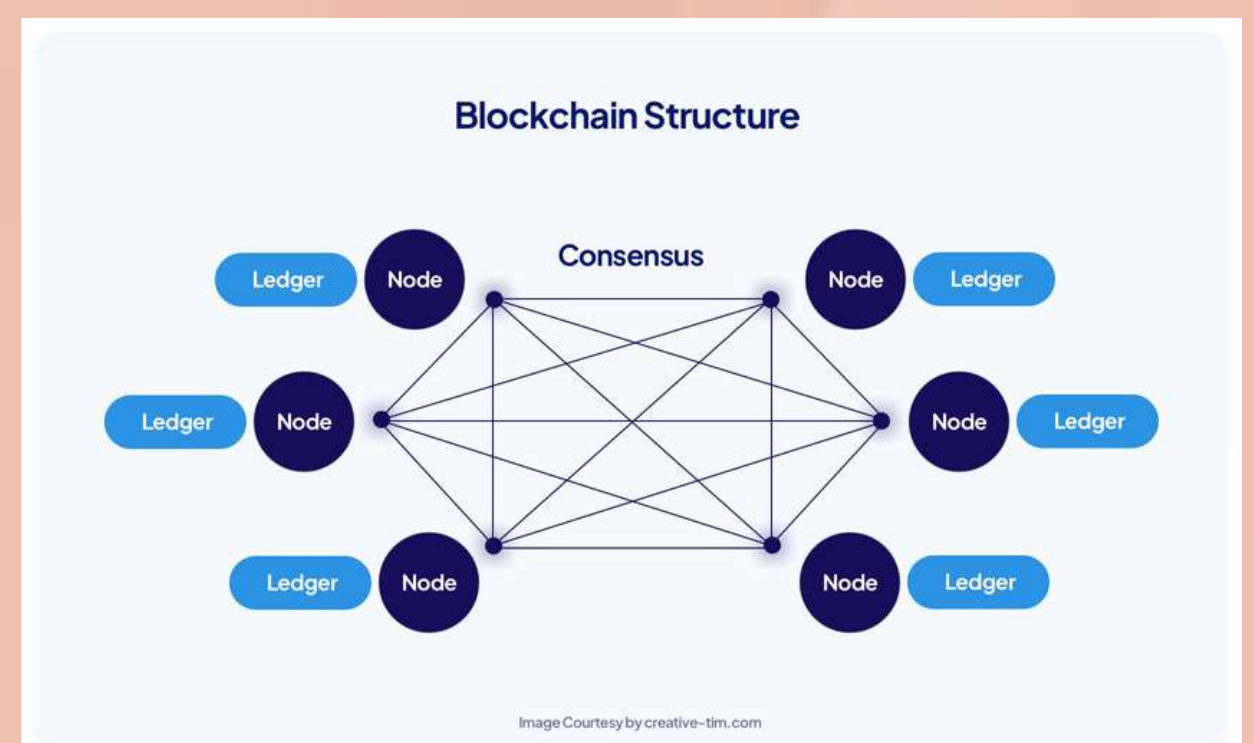 Blockchain Structure
Consensus
Ledger Node Node Ledger
Ledger Node Node Ledger
Ledger Node Node Ledger
Image Courtesy by creative-tim.com